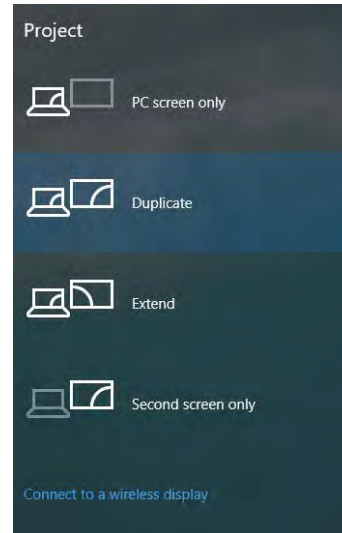 Project
PC screen only
Duplicate
Extend
Second screen only
Connect to a wireless display